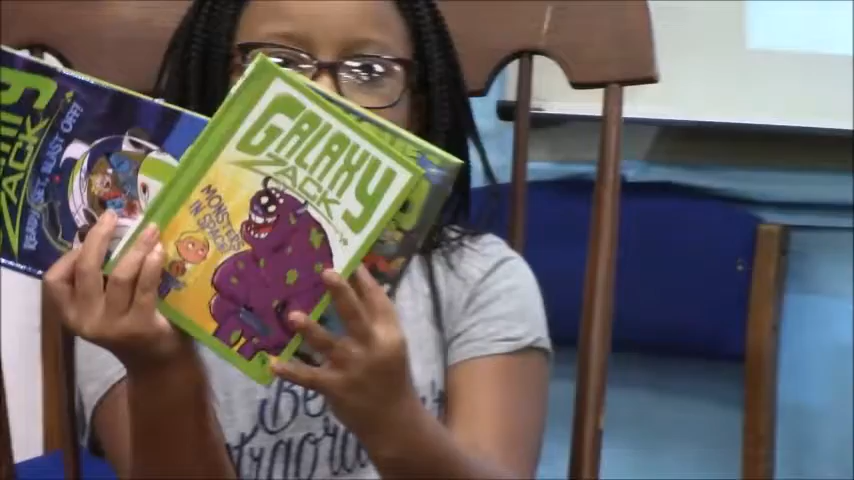 GALAXY
ZACK
MONSTERS
IN SPACE!
READY, SET, BLAST OFF!
ZACK
Be